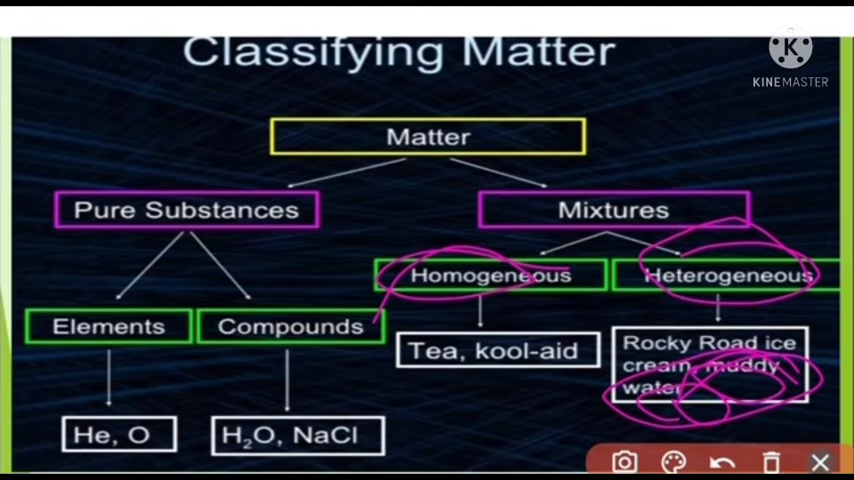 Classifying Matter
K
KINEMASTER
Matter
Pure Substances
Mixtures
Homogeneous
Heterogeneous
Elements
Compounds
Tea, kool-aid
Rocky Road ice
cream, muddy
water
He, O
H₂O, NaCl